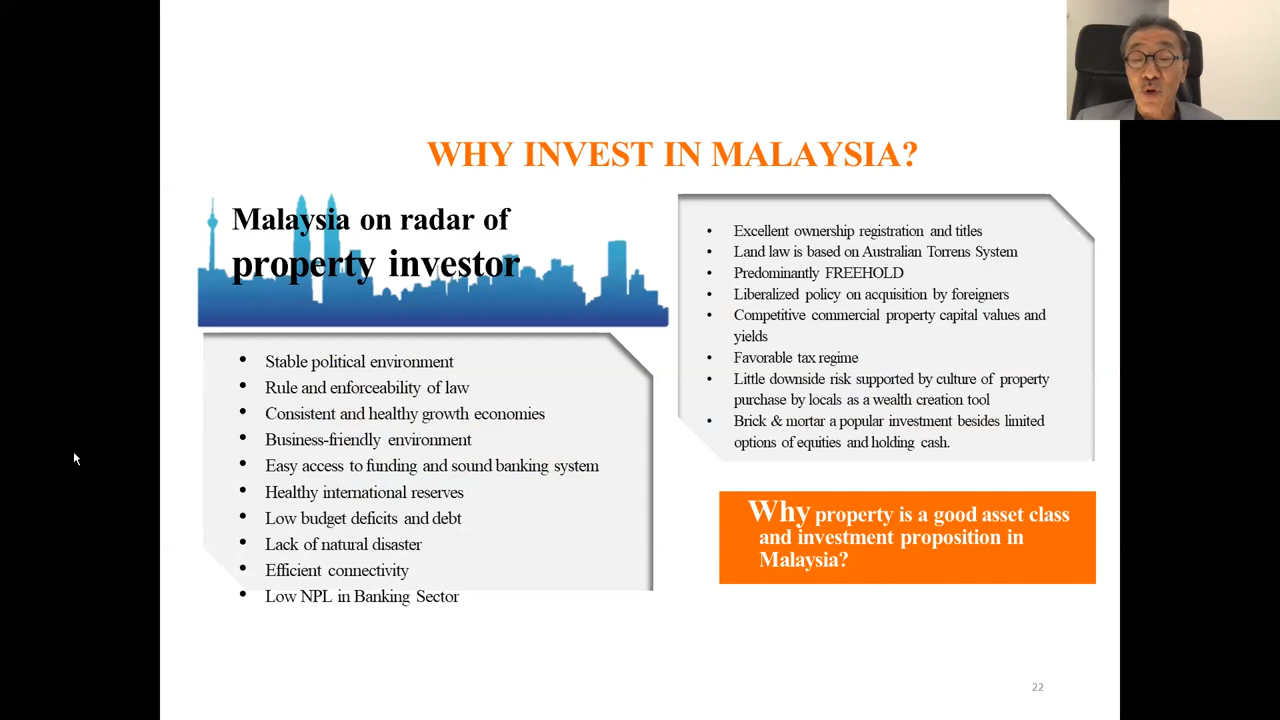 WHY INVEST IN MALAYSIA?
Malaysia on radar of
property investor
• Stable political environment
• Rule and enforceability of law
• Consistent and healthy growth economies
• Business-friendly environment
• Easy access to funding and sound banking system
• Healthy international reserves
• Low budget deficits and debt
• Lack of natural disaster
• Efficient connectivity
• Low NPL in Banking Sector
• Excellent ownership registration and titles
• Land law is based on Australian Torrens System
• Predominantly FREEHOLD
• Liberalized policy on acquisition by foreigners
• Competitive commercial property capital values and
yields
• Favorable tax regime
• Little downside risk supported by culture of property
purchase by locals as a wealth creation tool
• Brick & mortar a popular investment besides limited
options of equities and holding cash.
Why property is a good asset class
and investment proposition in
Malaysia?
22